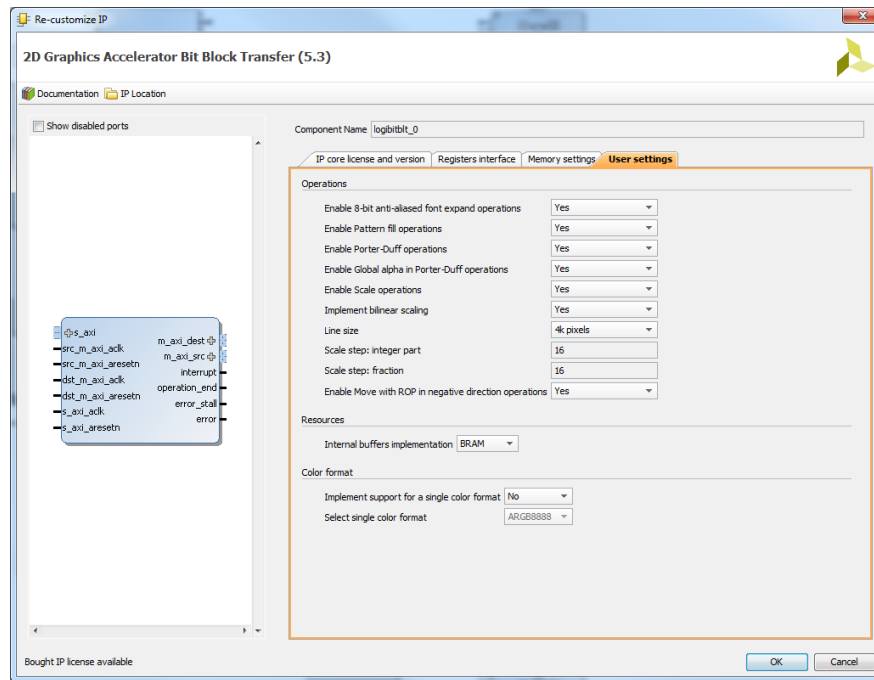 Re-customize IP
2D Graphics Accelerator Bit Block Transfer (5.3)
Documentation IP Location
Show disabled ports
s_axi
src_m_axi_aclk
src_m_axi_aresetn
dst_m_axi_aclk
dst_m_axi_aresetn
s_axi_aclk
s_axi_aresetn
m_axi_dest
m_axi_src
interrupt
operation_end
error_stall
error
Component Name logibitblt_0
IP core license and version Registers interface Memory settings User settings
Operations
Enable 8-bit anti-aliased font expand operations Yes
Enable Pattern fill operations Yes
Enable Porter-Duff operations Yes
Enable Global alpha in Porter-Duff operations Yes
Enable Scale operations Yes
Implement bilinear scaling Yes
Line size 4k pixels
Scale step: integer part 16
Scale step: fraction 16
Enable Move with ROP in negative direction operations Yes
Resources
Internal buffers implementation BRAM
Color format
Implement support for a single color format No
Select single color format ARGB8888
Bought IP license available
OK Cancel